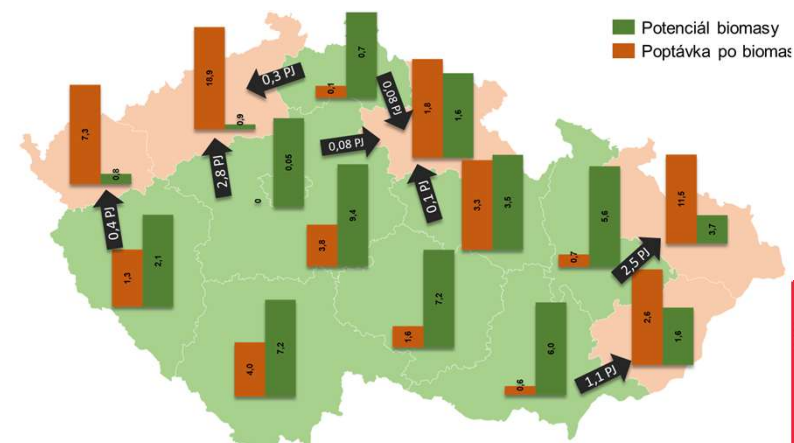 Potenciál biomasy
Poptávka po biomas
18,9
0,9
0,3 PJ
0,1
0,7
0,08 PJ
1,8
1,6
7,3
0,8
2,8 PJ
0
0,05
0,08 PJ
0,1 PJ
3,3
3,5
0,4 PJ
1,3
2,1
3,8
9,4
0,7
5,6
11,5
3,7
2,5 PJ
4,0
7,2
1,6
7,2
0,6
6,0
1,1 PJ
2,6
1,6